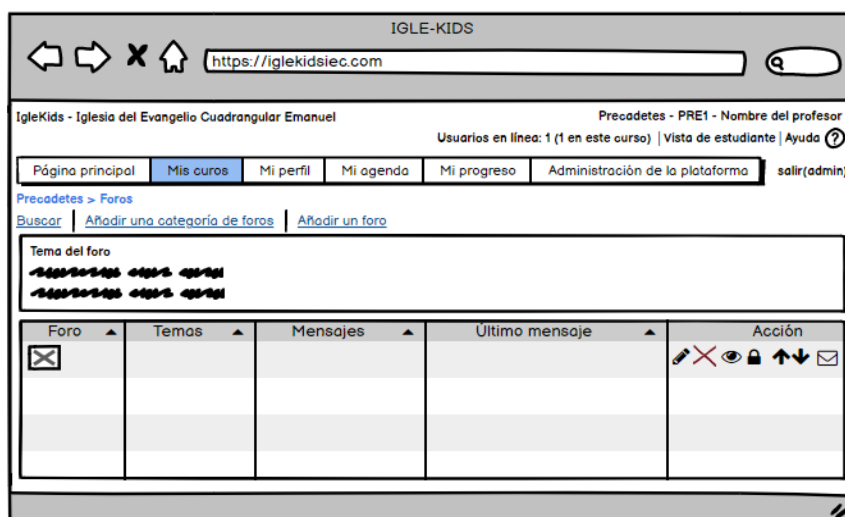 IGLE-KIDS
https://iglekidsiec.com
IgleKids - Iglesia del Evangelio Cuadrangular Emanuel
Precadetes - PRE1 - Nombre del profesor
Usuarios en línea: 1 (1 en este curso) | Vista de estudiante | Ayuda ?
Página principal Mis curos Mi perfil Mi agenda Mi progreso Administración de la plataforma salir(admin)
Precadetes > Foros
Buscar Añadir una categoría de foros Añadir un foro
Tema del foro
Foro Temas Mensajes Último mensaje Acción